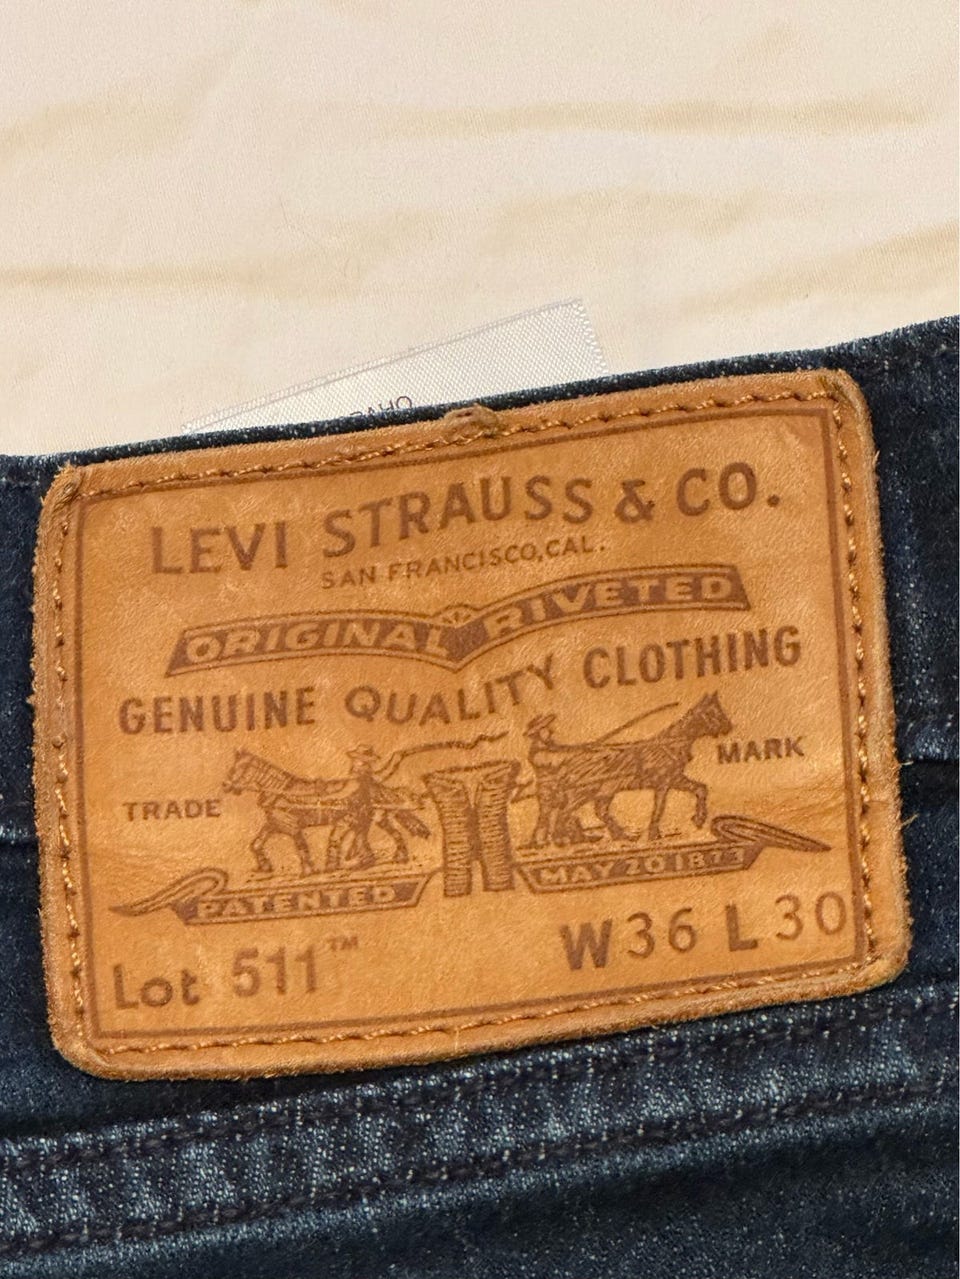 LEVI STRAUSS & CO.
SAN FRANCISCO, CAL.
ORIGINAL RIVETED
GENUINE QUALITY CLOTHING
TRADE MARK
PATENTED MAY 20 1873
Lot 511™ W36 L30